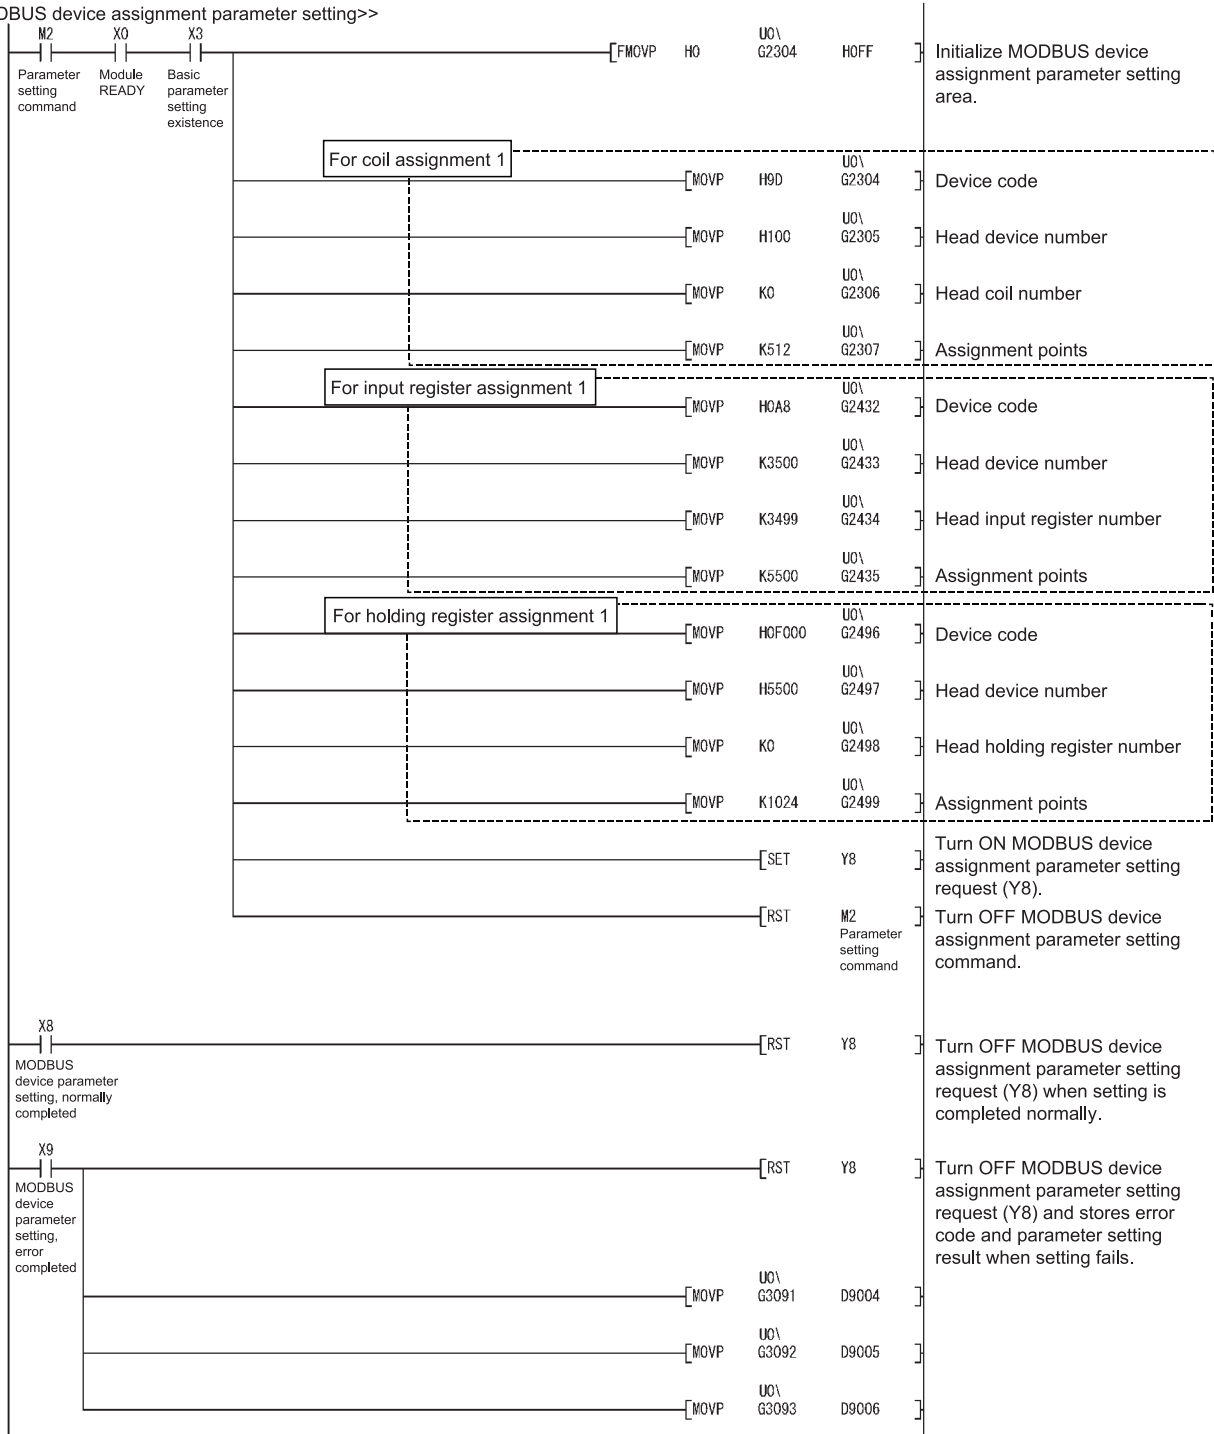 DBUS device assignment parameter setting>>
M2 X0 X3
U0\
FMOVP H0 G2304 H0FF
Initialize MODBUS device
assignment parameter setting
area.
Parameter
setting
command
Module
READY
Basic
parameter
setting
existence
For coil assignment 1
U0\
MOVP H9D G2304 Device code
U0\
MOVP H100 G2305 Head device number
U0\
MOVP K0 G2306 Head coil number
U0\
MOVP K512 G2307 Assignment points
For input register assignment 1
U0\
MOVP H0A8 G2432 Device code
U0\
MOVP K3500 G2433 Head device number
U0\
MOVP K3499 G2434 Head input register number
U0\
MOVP K5500 G2435 Assignment points
For holding register assignment 1
U0\
MOVP H0F000 G2496 Device code
U0\
MOVP H5500 G2497 Head device number
U0\
MOVP K0 G2498 Head holding register number
U0\
MOVP K1024 G2499 Assignment points
SET Y8
Turn ON MODBUS device
assignment parameter setting
request (Y8).
RST M2
Parameter
setting
command
Turn OFF MODBUS device
assignment parameter setting
command.
X8
RST Y8
MODBUS
device parameter
setting, normally
completed
Turn OFF MODBUS device
assignment parameter setting
request (Y8) when setting is
completed normally.
X9
RST Y8
MODBUS
device
parameter
setting,
error
completed
Turn OFF MODBUS device
assignment parameter setting
request (Y8) and stores error
code and parameter setting
result when setting fails.
U0\
MOVP G3091 D9004
U0\
MOVP G3092 D9005
U0\
MOVP G3093 D9006